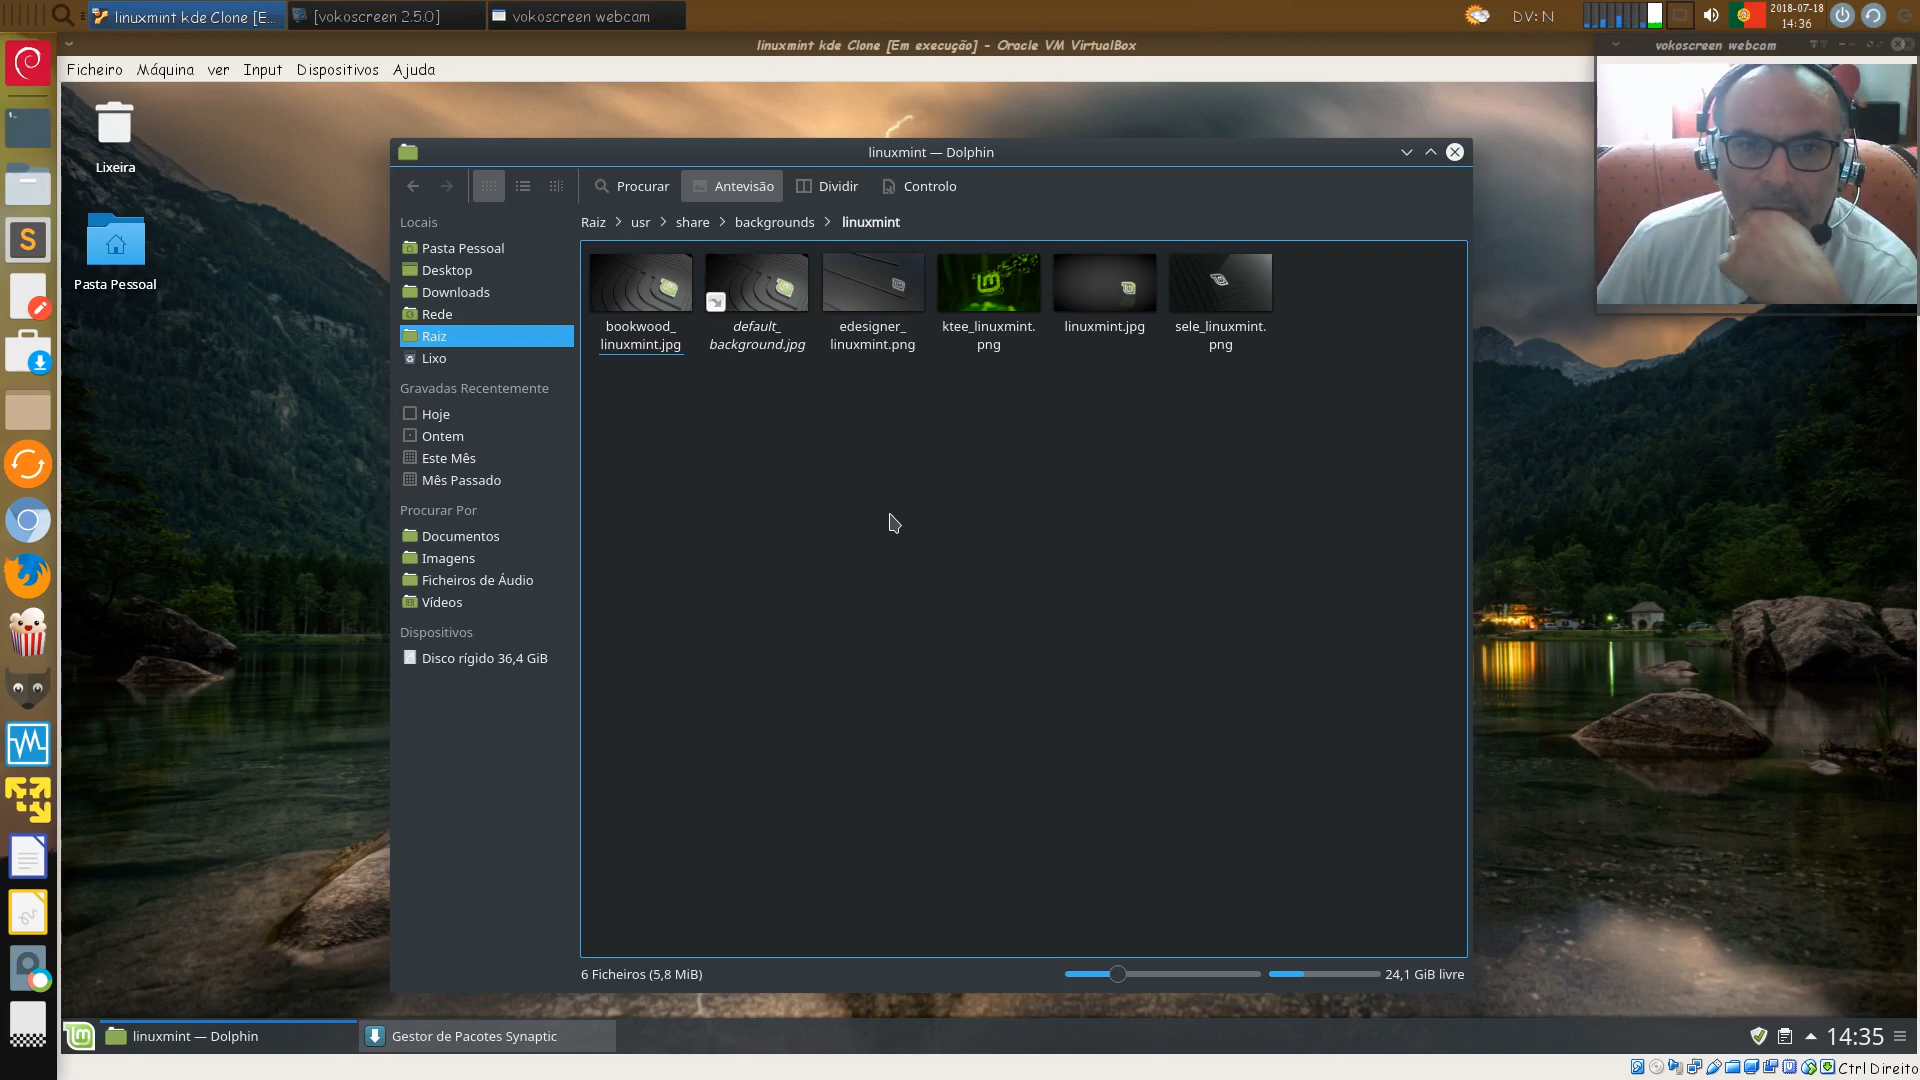 linuxmint kde Clone [E...
[vokoscreen 2.5.0]
vokoscreen webcam
DV: N
2018-07-18
14:36
linuxmint kde Clone [Em execução] - Oracle VM VirtualBox
vokoscreen webcam
Ficheiro Máquina ver Input Dispositivos Ajuda
Lixeira
Pasta Pessoal
linuxmint — Dolphin
Procurar Antevisão Dividir Controlo
Raiz > usr > share > backgrounds > linuxmint
Locais
Pasta Pessoal
Desktop
Downloads
Rede
Raiz
Lixo
Gravadas Recentemente
Hoje
Ontem
Este Mês
Mês Passado
Procurar Por
Documentos
Imagens
Ficheiros de Áudio
Vídeos
Dispositivos
Disco rígido 36,4 GiB
bookwood_
linuxmint.jpg
default_
background.jpg
edesigner_
linuxmint.png
ktee_linuxmint.
png
linuxmint.jpg
sele_linuxmint.
png
6 Ficheiros (5,8 MiB)
24,1 GiB livre
linuxmint — Dolphin
Gestor de Pacotes Synaptic
14:35
Ctrl Direito
S